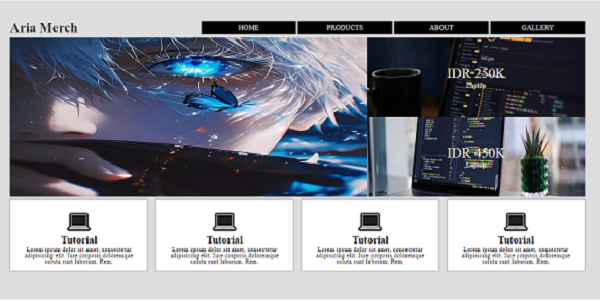 Aria Merch
HOME
PRODUCTS
ABOUT
GALLERY
IDR 250K
Laptop
IDR 450K
Laptop
Tutorial
Lorem ipsum dolor sit amet, consectetur
adipisicing elit. Iure corporis doloremque
soluta sunt laborum. Rem.
Tutorial
Lorem ipsum dolor sit amet, consectetur
adipisicing elit. Iure corporis doloremque
soluta sunt laborum. Rem.
Tutorial
Lorem ipsum dolor sit amet, consectetur
adipisicing elit. Iure corporis doloremque
soluta sunt laborum. Rem.
Tutorial
Lorem ipsum dolor sit amet, consectetur
adipisicing elit. Iure corporis doloremque
soluta sunt laborum. Rem.